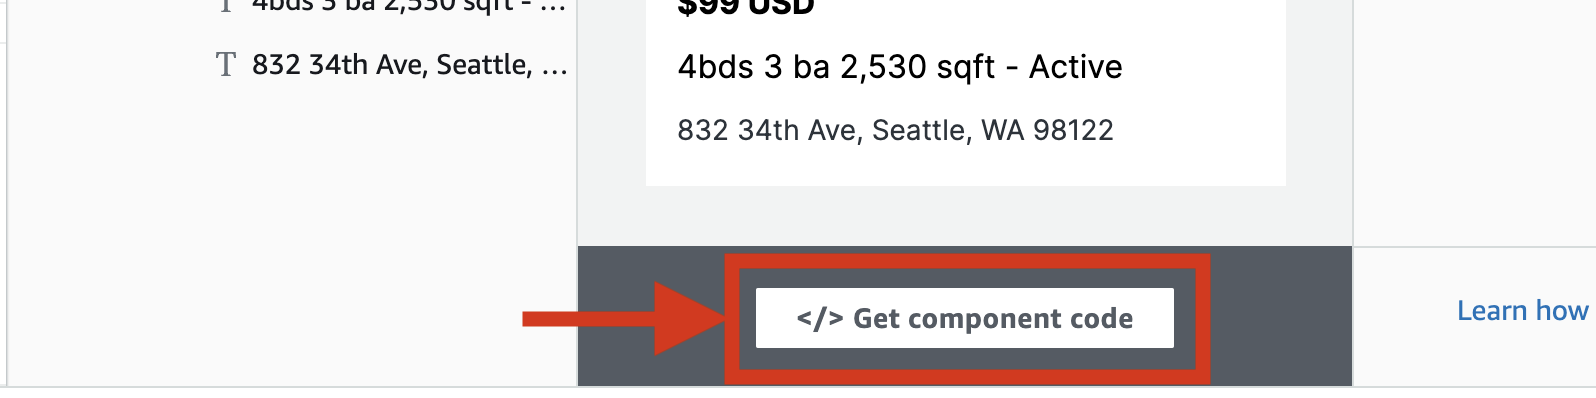 T 4bds 3 ba 2,530 sqft - ...
T 832 34th Ave, Seattle, ...
$99 USD
4bds 3 ba 2,530 sqft - Active
832 34th Ave, Seattle, WA 98122
</> Get component code
Learn how